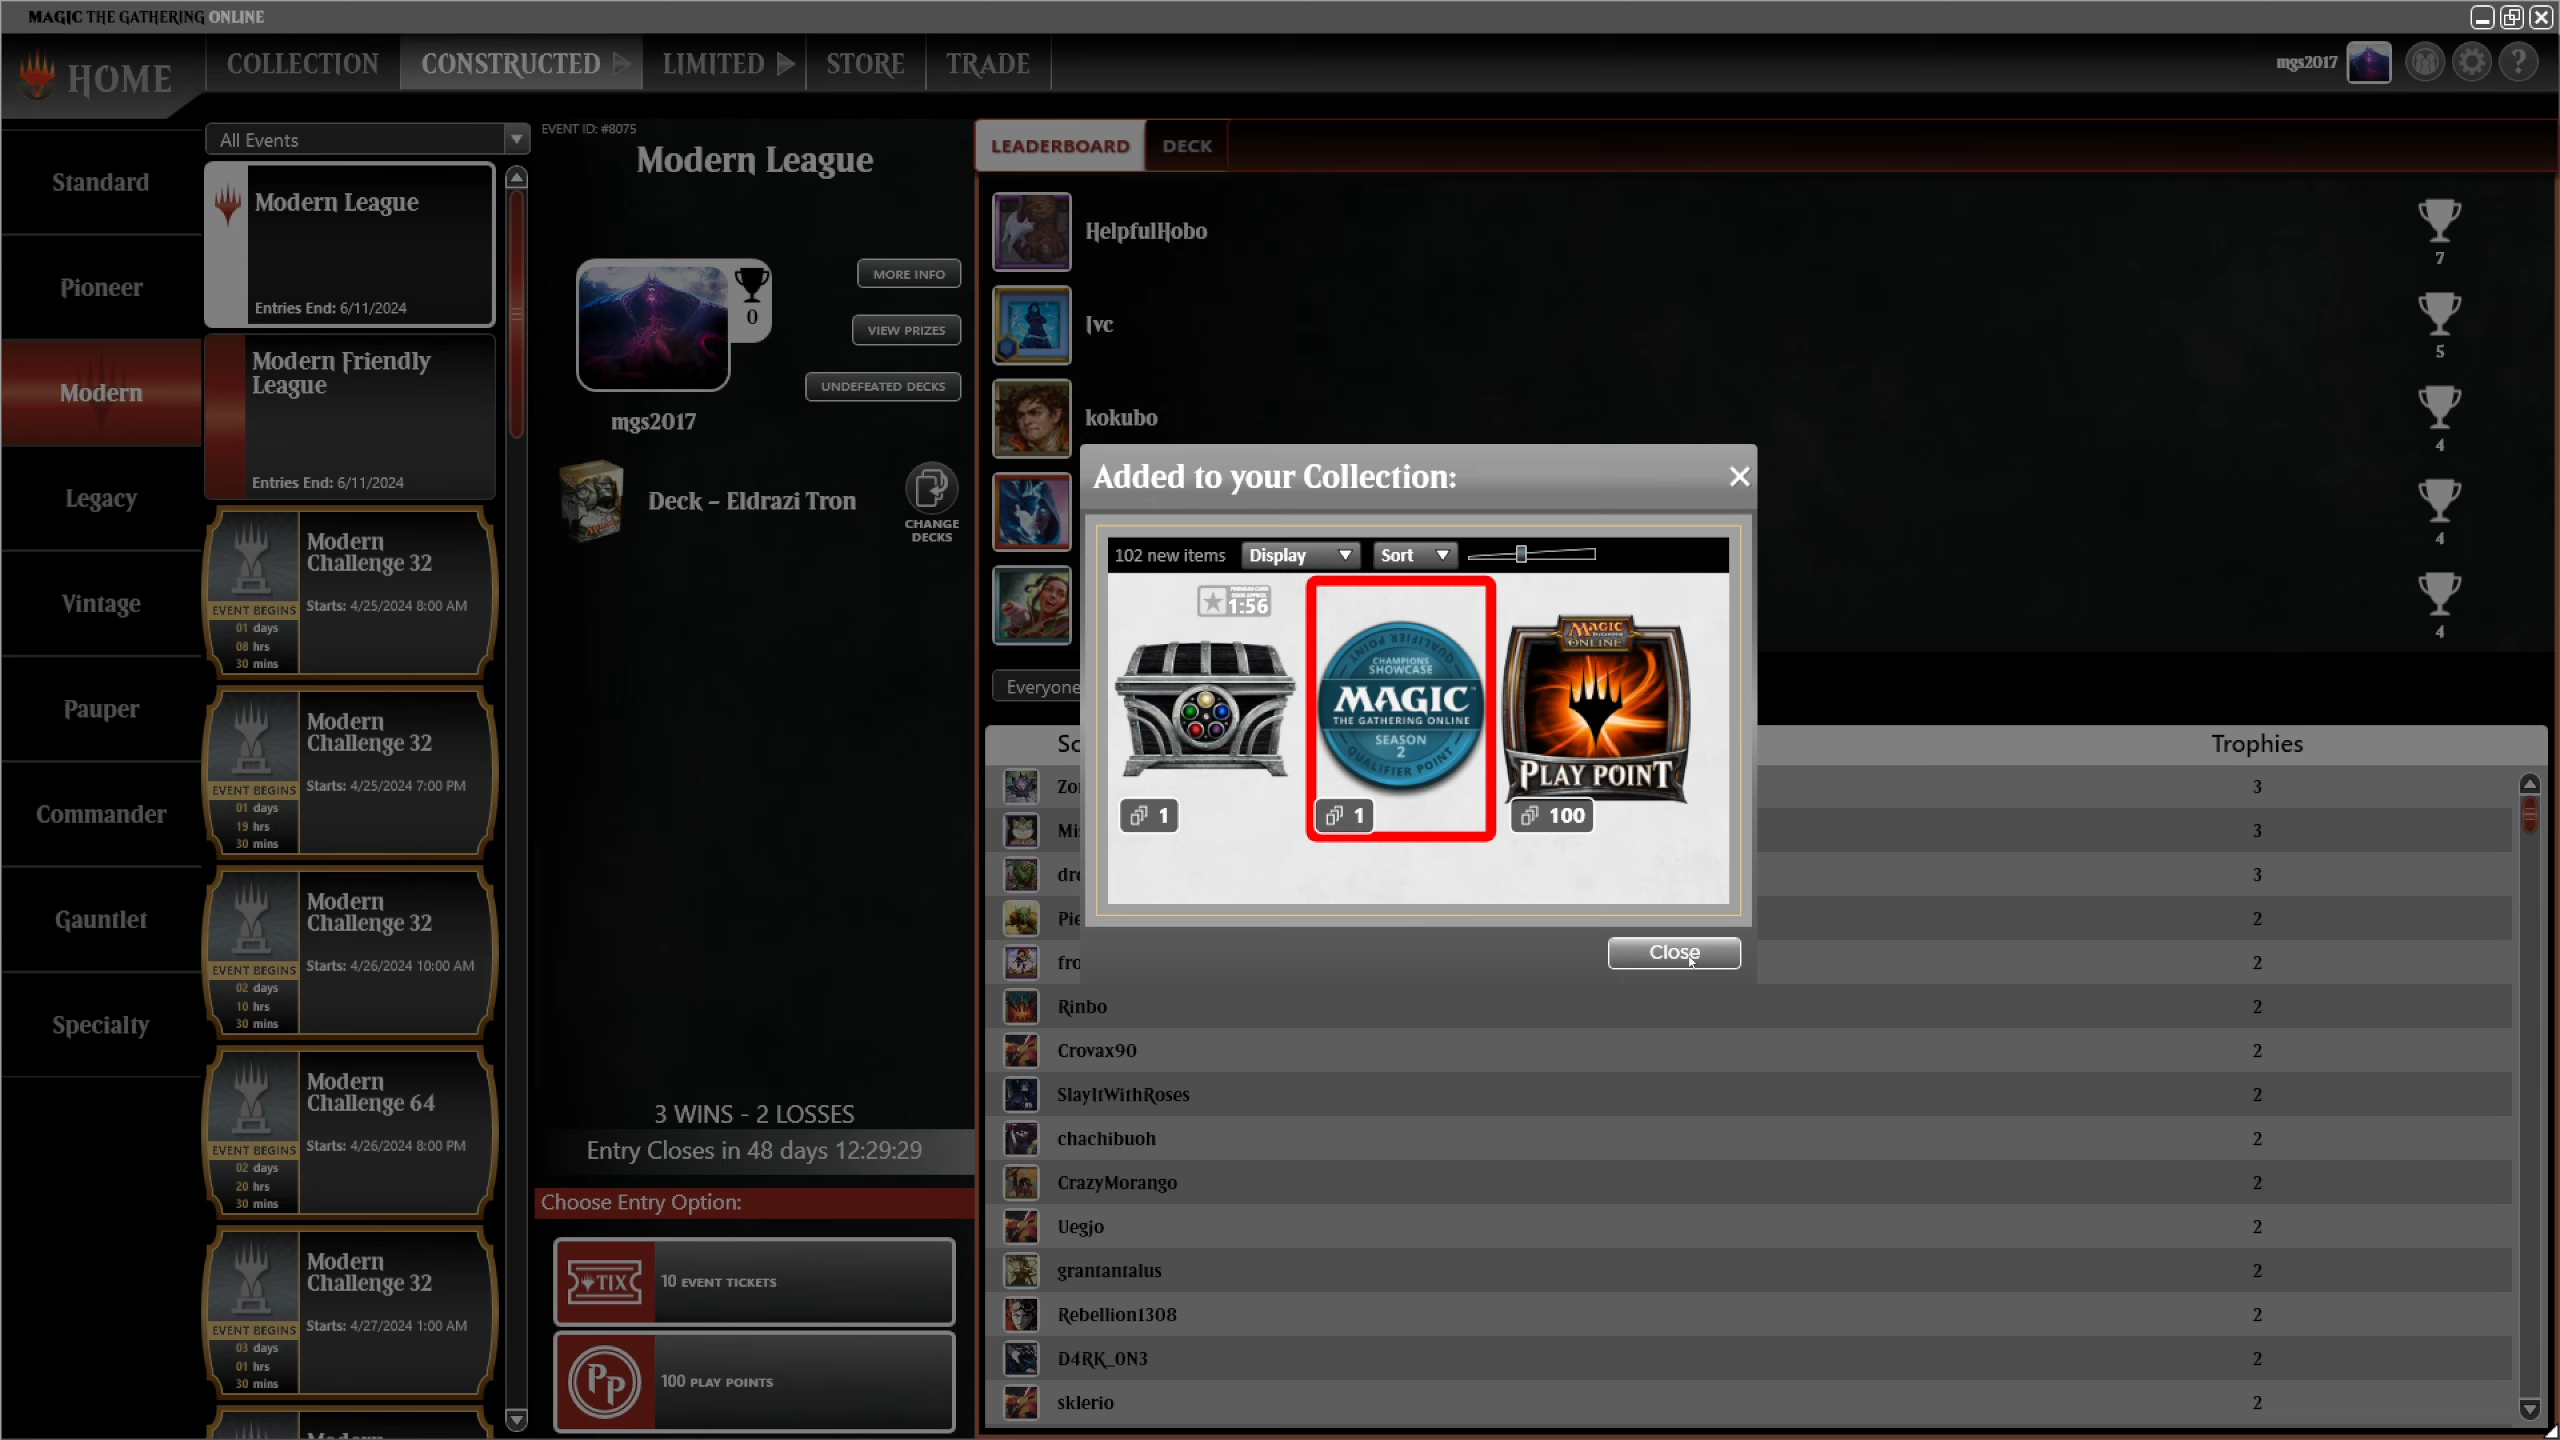 MAGIC THE GATHERING ONLINE
HOME
COLLECTION
CONSTRUCTED
LIMITED
STORE
TRADE
mgs2017
?
Standard
Pioneer
Modern
Legacy
Vintage
Pauper
Commander
Gauntlet
Specialty
All Events
Modern League
Entries End: 6/11/2024
Modern Friendly
League
Entries End: 6/11/2024
Modern
Challenge 32
Starts: 4/25/2024 8:00 AM
EVENT BEGINS
01 days
08 hrs
30 mins
Modern
Challenge 32
Starts: 4/25/2024 7:00 PM
EVENT BEGINS
01 days
19 hrs
30 mins
Modern
Challenge 32
Starts: 4/26/2024 10:00 AM
EVENT BEGINS
02 days
10 hrs
30 mins
Modern
Challenge 64
Starts: 4/26/2024 8:00 PM
EVENT BEGINS
02 days
20 hrs
30 mins
Modern
Challenge 32
Starts: 4/27/2024 1:00 AM
EVENT BEGINS
03 days
01 hrs
30 mins
EVENT ID: #8075
Modern League
0
MORE INFO
VIEW PRIZES
UNDEFEATED DECKS
mgs2017
Deck – Eldrazi Tron
CHANGE
DECKS
3 WINS - 2 LOSSES
Entry Closes in 48 days 12:29:29
Choose Entry Option:
TIX
10 EVENT TICKETS
PP
100 PLAY POINTS
LEADERBOARD
DECK
HelpfulHobo
7
lvc
5
kokubo
4
4
4
Everyone
Added to your Collection:
102 new items
Display
Sort
1:56
1
QUALIFIER POINT
CHAMPIONS
SHOWCASE
MAGIC
THE GATHERING ONLINE
SEASON
2
QUALIFIER POINT
1
MAGIC
ONLINE
PLAY POINT
100
Close
Trophies
3
3
3
2
2
Rinbo 2
Crovax90 2
SlayItWithRoses 2
chachibuoh 2
CrazyMorango 2
Uegjo 2
grantantalus 2
Rebellion1308 2
D4RK_0N3 2
sklerio 2